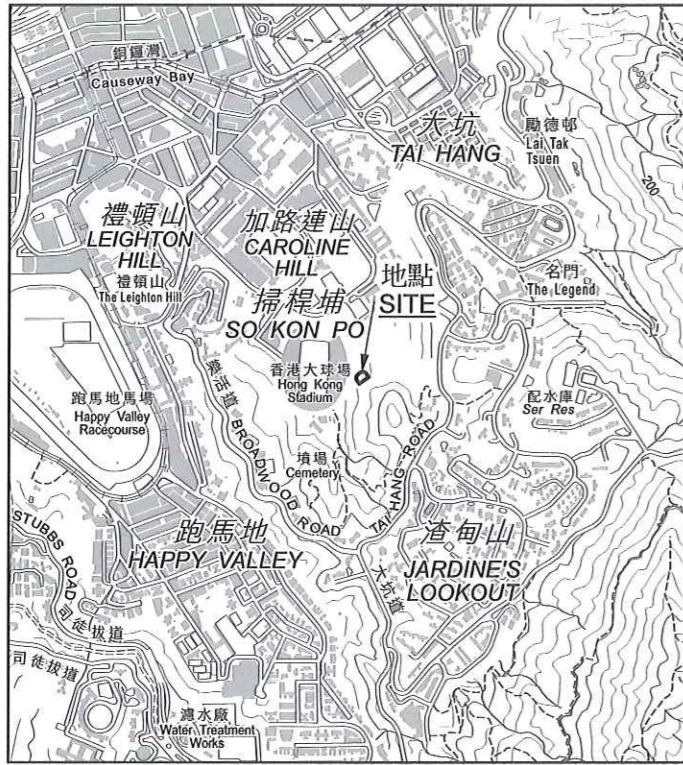 銅鑼灣
Causeway Bay
大坑
TAI HANG
勵德邨
Lai Tak
Tsuen
200
禮頓山
LEIGHTON
HILL
禮頓山
The Leighton Hill
加路連山
CAROLINE
HILL
地點
SITE
名門
The Legend
掃桿埔
SO KON PO
香港大球場
Hong Kong
Stadium
跑馬地馬場
Happy Valley
Racecourse
配水庫
Ser Res
樂活道 BROADWOOD ROAD
墳場
Cemetery
TAI HANG ROAD
大坑道
跑馬地
HAPPY VALLEY
渣甸山
JARDINE'S
LOOKOUT
STUBBS ROAD
司徒拔道
司徒拔道
濾水廠
Water Treatment
Works